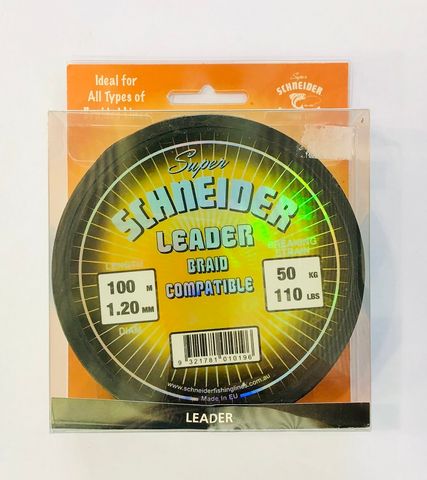 Ideal for
All Types of
Super
SCHNEIDER
Super
SCHNEIDER
LEADER
BRAID
COMPATIBLE
LENGTH
100 M
1.20 MM
DIAM
BREAKING
STRAIN
50 KG
110 LBS
9 321781 010196
www.schneiderfishinglines.com.au
Made In EU
LEADER